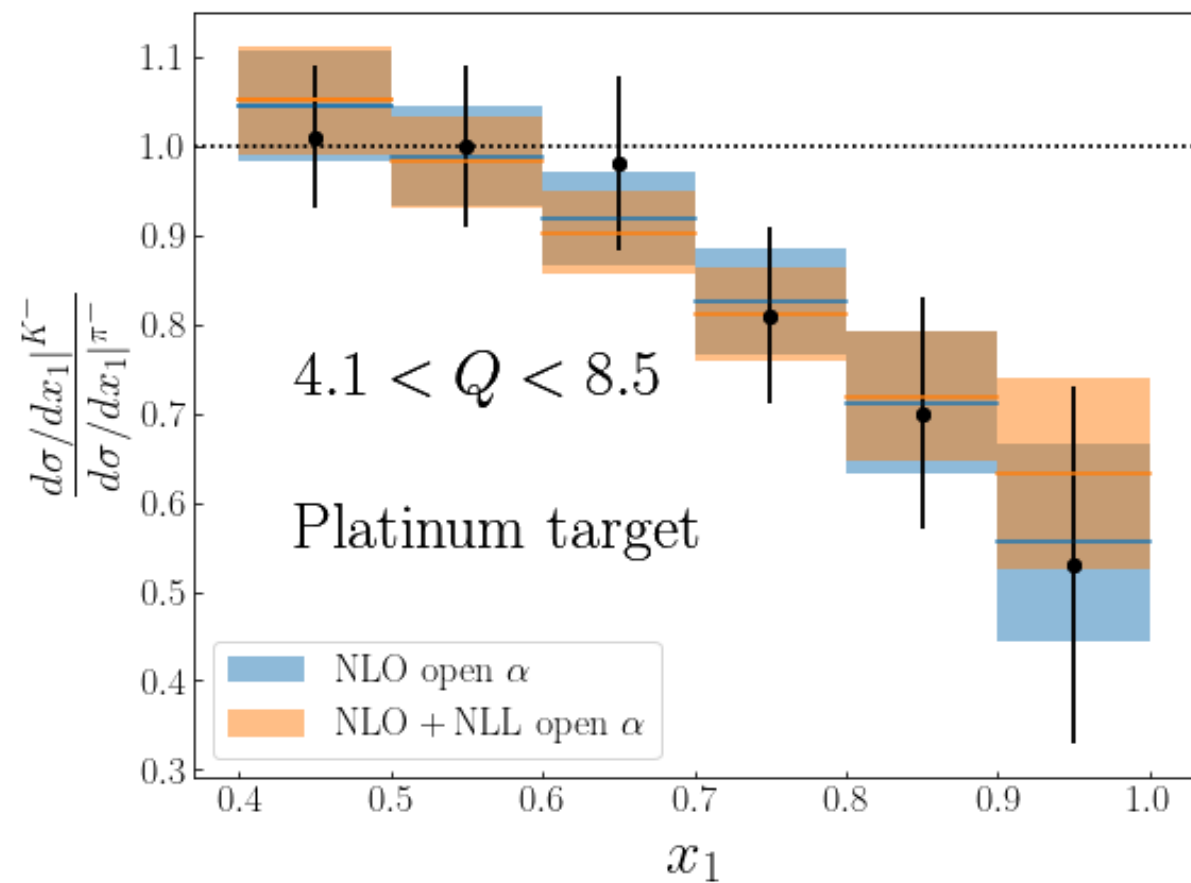 1.1
1.0
0.9
0.8
0.7
0.6
0.5
0.4
0.3
dσ/dx₁|ᴷ⁻
dσ/dx₁|^π⁻
4.1 < Q < 8.5
Platinum target
NLO open α
NLO + NLL open α
0.4 0.5 0.6 0.7 0.8 0.9 1.0
x₁